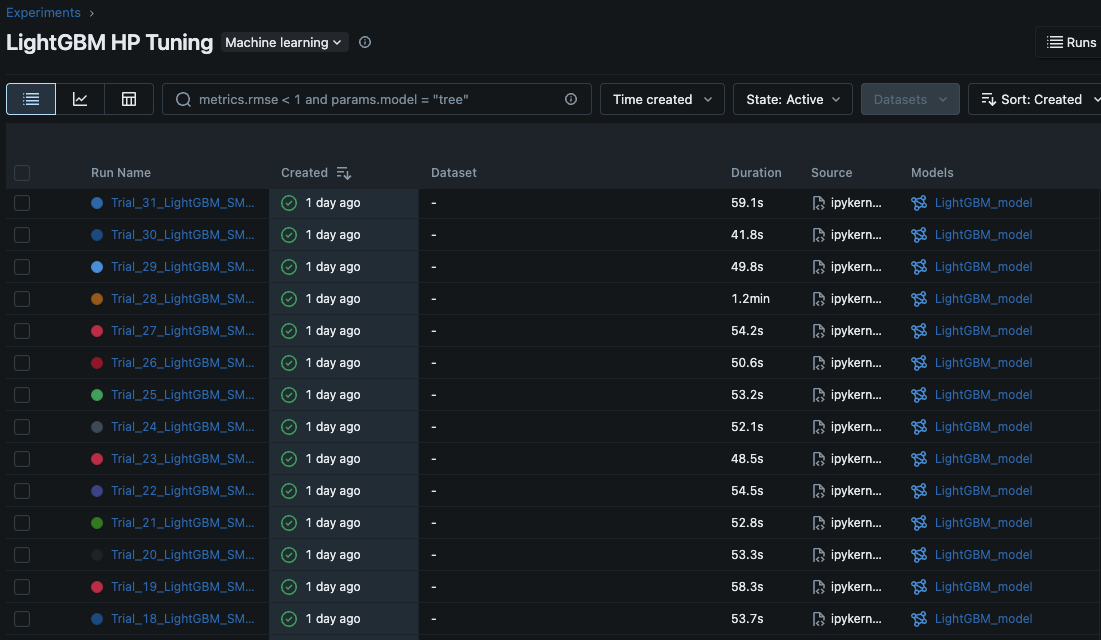 Experiments ›
LightGBM HP Tuning Machine learning
Runs
metrics.rmse < 1 and params.model = "tree" Time created State: Active Datasets Sort: Created
Run Name Created Dataset Duration Source Models
Trial_31_LightGBM_SM... 1 day ago - 59.1s ipykern... LightGBM_model
Trial_30_LightGBM_SM... 1 day ago - 41.8s ipykern... LightGBM_model
Trial_29_LightGBM_SM... 1 day ago - 49.8s ipykern... LightGBM_model
Trial_28_LightGBM_SM... 1 day ago - 1.2min ipykern... LightGBM_model
Trial_27_LightGBM_SM... 1 day ago - 54.2s ipykern... LightGBM_model
Trial_26_LightGBM_SM... 1 day ago - 50.6s ipykern... LightGBM_model
Trial_25_LightGBM_SM... 1 day ago - 53.2s ipykern... LightGBM_model
Trial_24_LightGBM_SM... 1 day ago - 52.1s ipykern... LightGBM_model
Trial_23_LightGBM_SM... 1 day ago - 48.5s ipykern... LightGBM_model
Trial_22_LightGBM_SM... 1 day ago - 54.5s ipykern... LightGBM_model
Trial_21_LightGBM_SM... 1 day ago - 52.8s ipykern... LightGBM_model
Trial_20_LightGBM_SM... 1 day ago - 53.3s ipykern... LightGBM_model
Trial_19_LightGBM_SM... 1 day ago - 58.3s ipykern... LightGBM_model
Trial_18_LightGBM_SM... 1 day ago - 53.7s ipykern... LightGBM_model